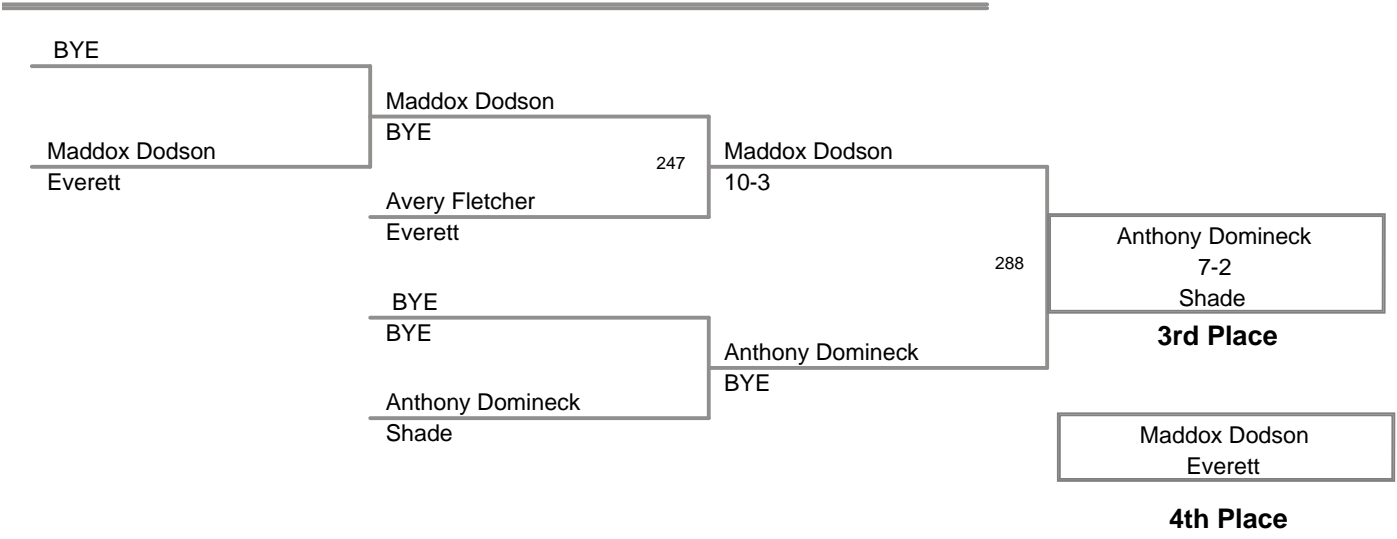 BYE
Maddox Dodson
Everett
Maddox Dodson
BYE
247
Avery Fletcher
Everett
BYE
BYE
Anthony Domineck
Shade
Maddox Dodson
10-3
288
Anthony Domineck
BYE
Anthony Domineck
7-2
Shade
3rd Place
Maddox Dodson
Everett
4th Place